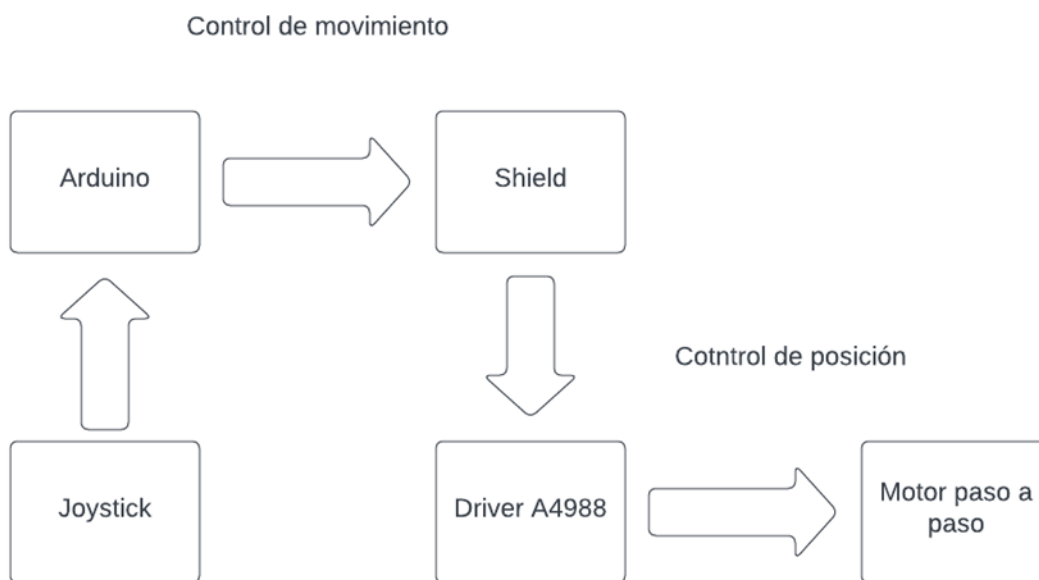 Control de movimiento
Arduino
Shield
Cotntrol de posición
Joystick
Driver A4988
Motor paso a
paso